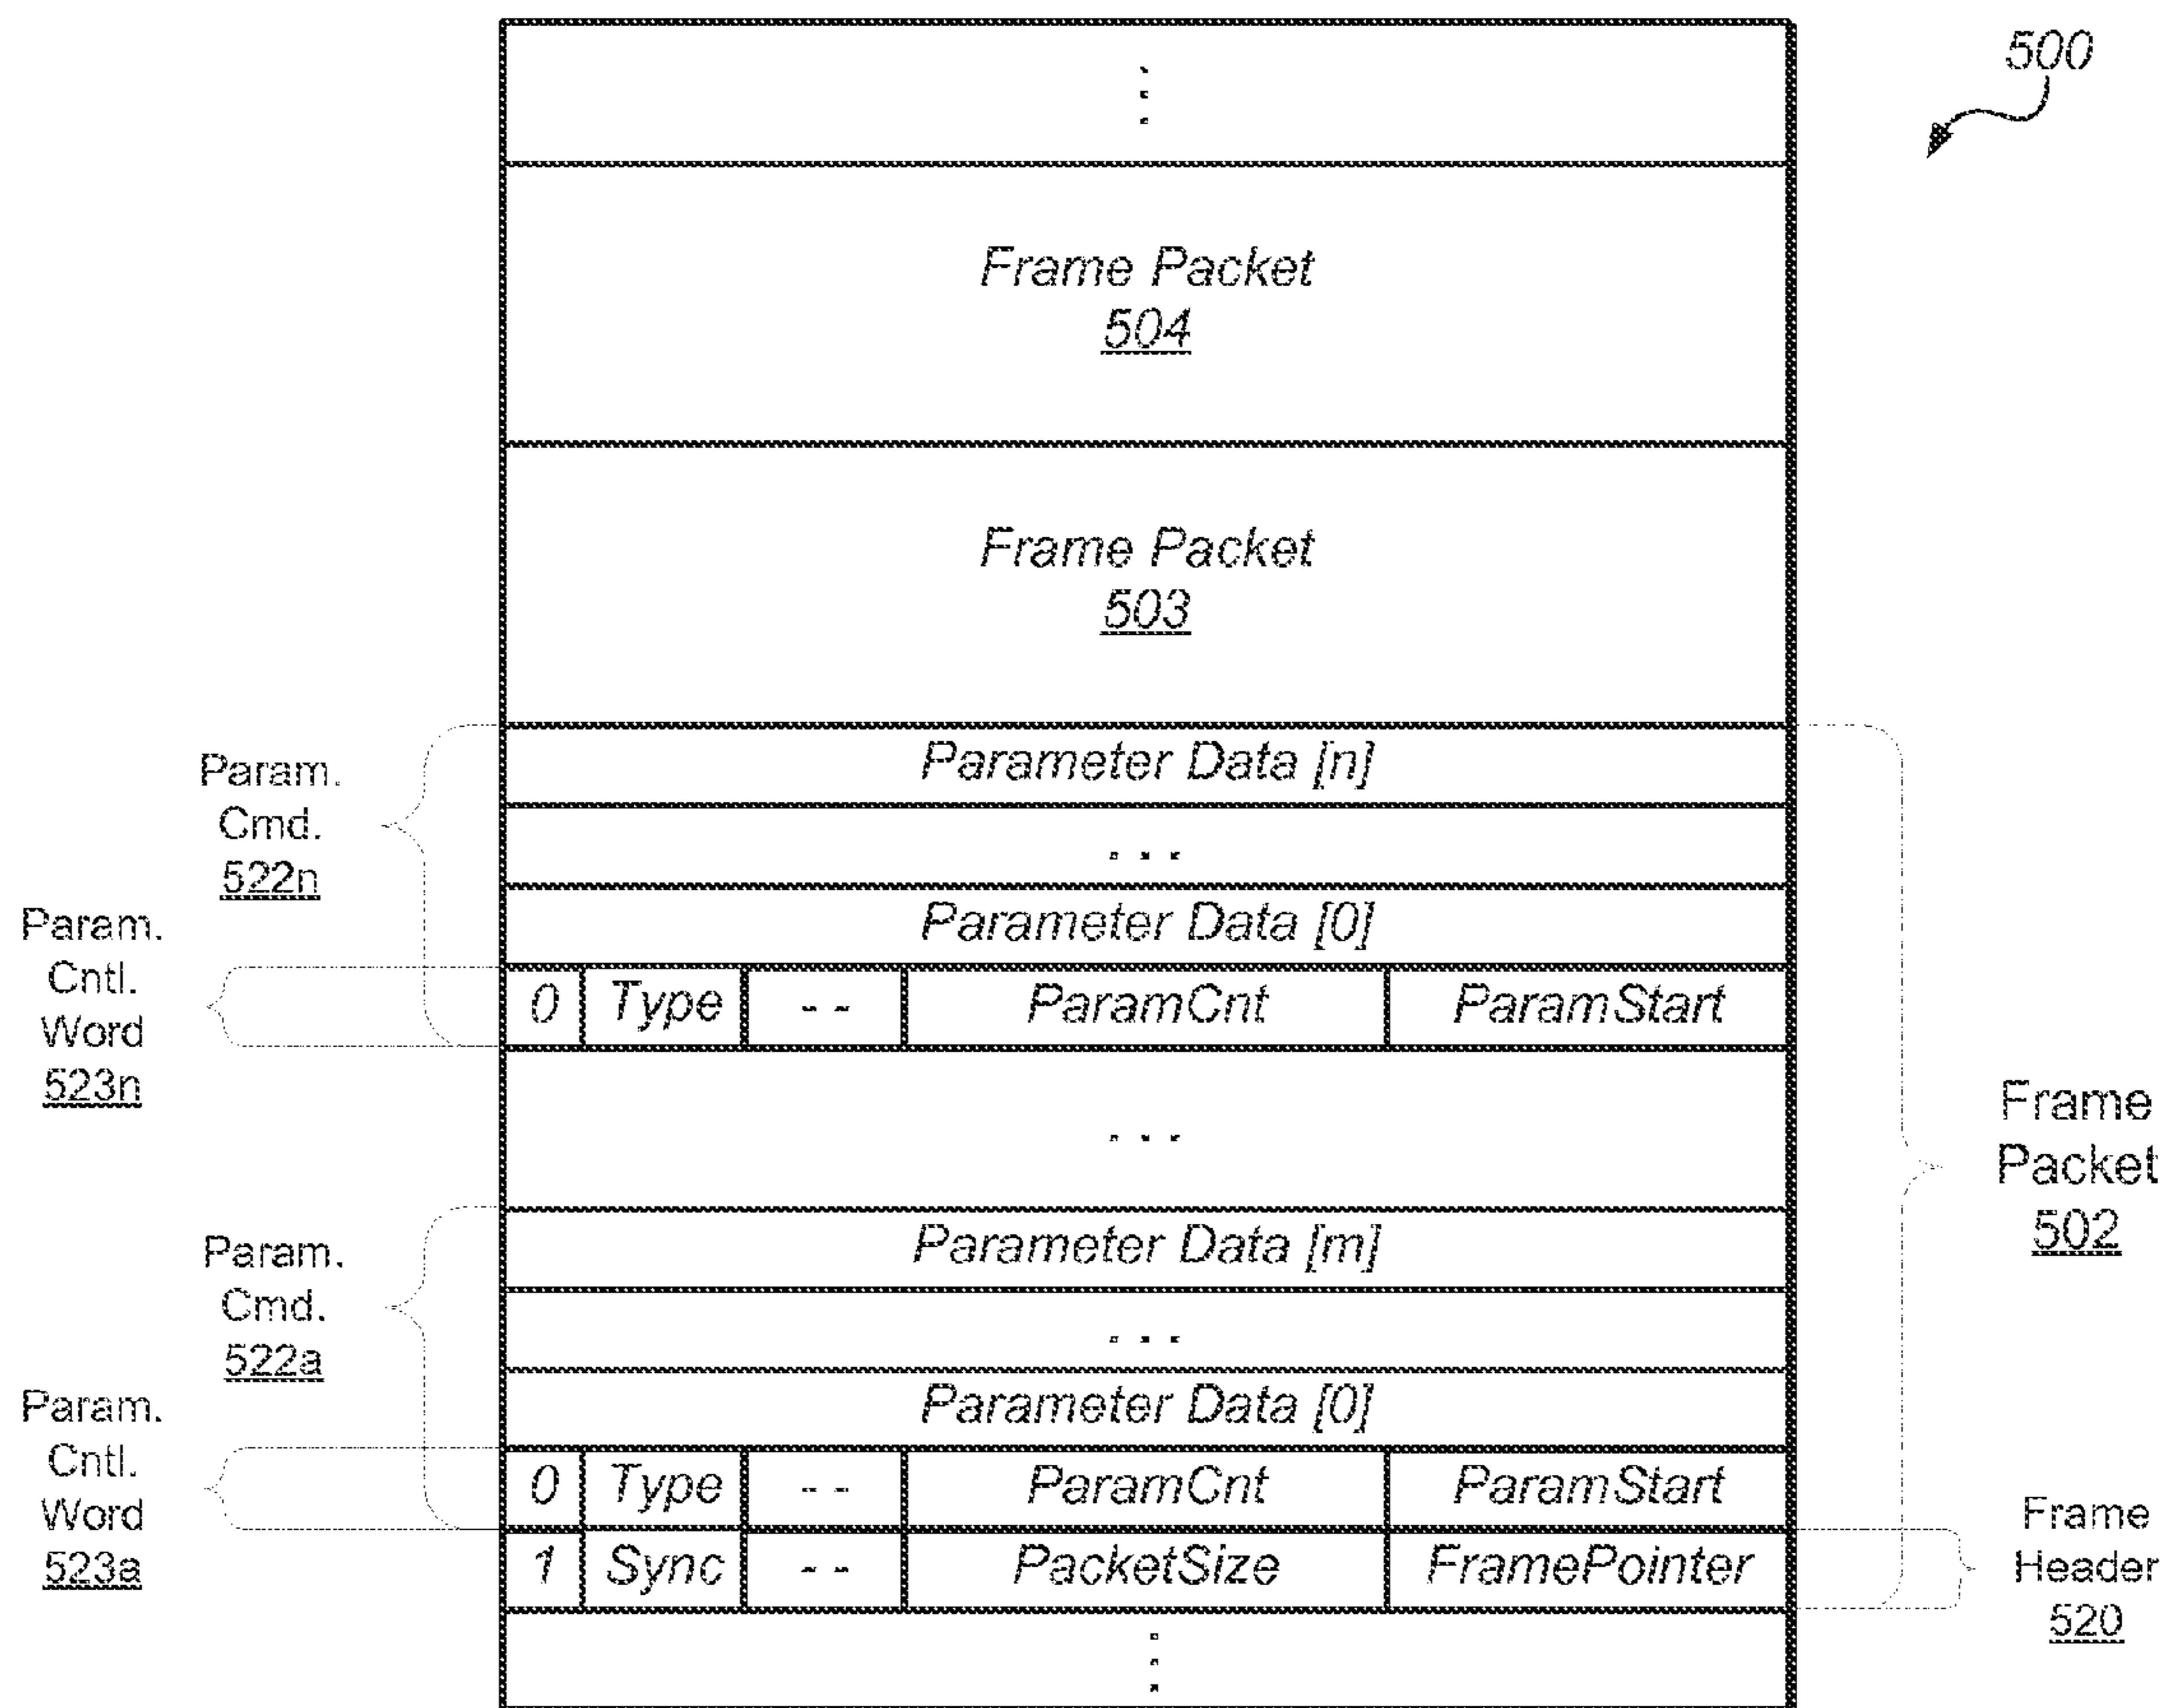 500
⋮
Frame Packet
504
Frame Packet
503
Param.
Cmd.
522n
Parameter Data [n]
. . .
Parameter Data [0]
Param.
Cntl.
Word
523n
0 Type - - ParamCnt ParamStart
. . .
Frame
Packet
502
Param.
Cmd.
522a
Parameter Data [m]
. . .
Parameter Data [0]
Param.
Cntl.
Word
523a
0 Type - - ParamCnt ParamStart
1 Sync - - PacketSize FramePointer
Frame
Header
520
⋮